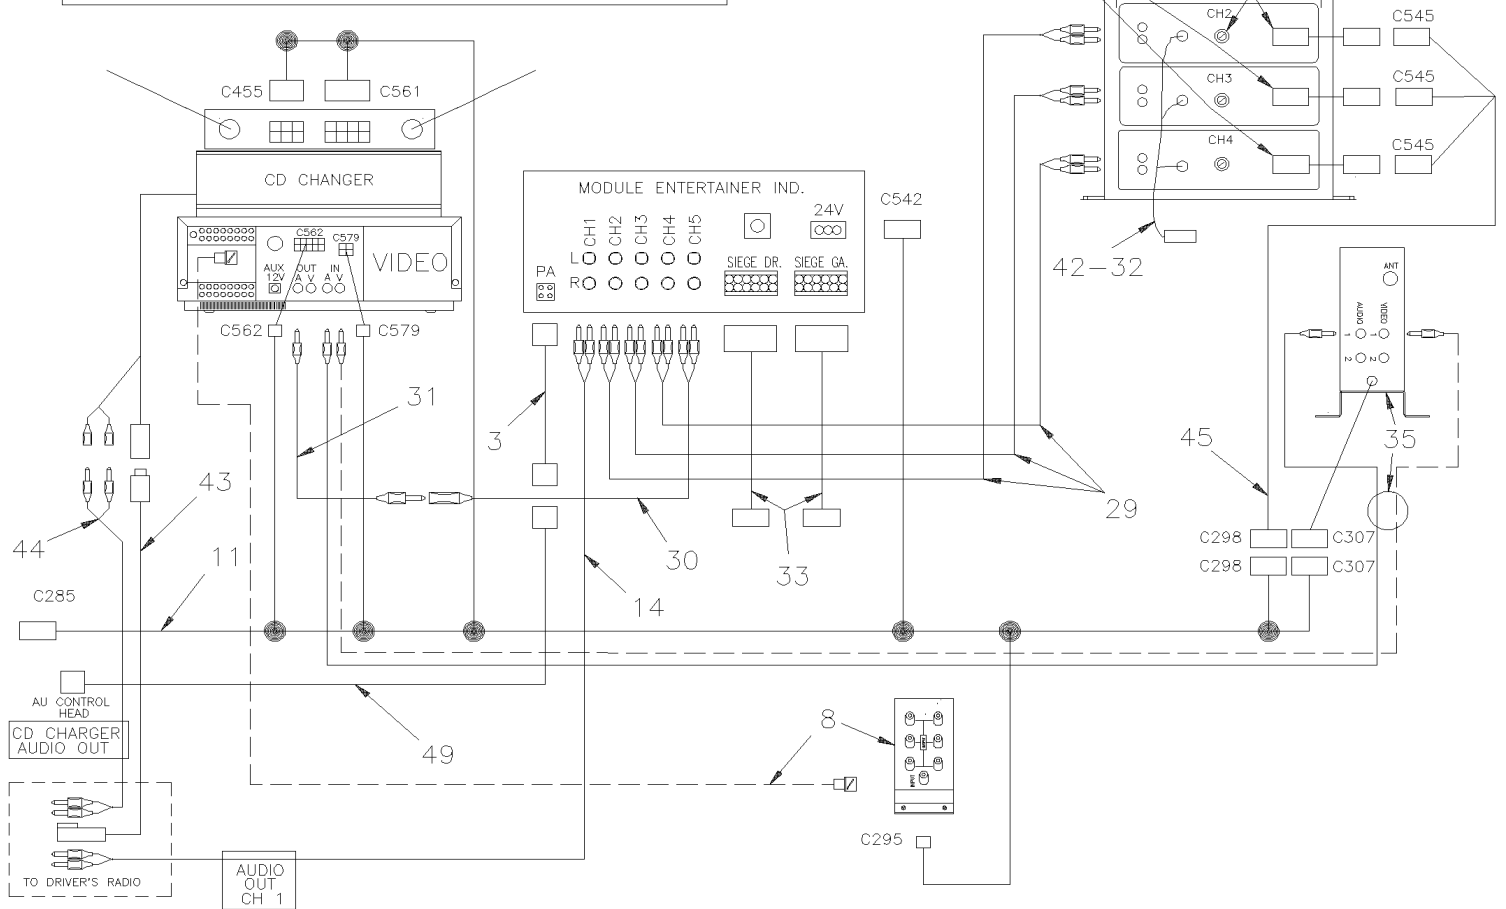 CH2
C545
C455
C561
CH3
C545
CD CHANGER
CH4
C545
MODULE ENTERTAINER IND.
CH1
CH2
CH3
CH4
CH5
24V
C542
C562
C579
VIDEO
AUX
12V
OUT
A V
IN
A V
PA
L
R
SIEGE DR.
SIEGE GA.
42-32
ANT
AUDIO
VIDEO
1
1
2
2
C562
C579
31
3
35
45
43
44
11
30
33
29
14
C298
C307
C298
C307
C285
AU CONTROL
HEAD
CD CHARGER
AUDIO OUT
49
8
INPUT
C295
TO DRIVER'S RADIO
AUDIO
OUT
CH 1